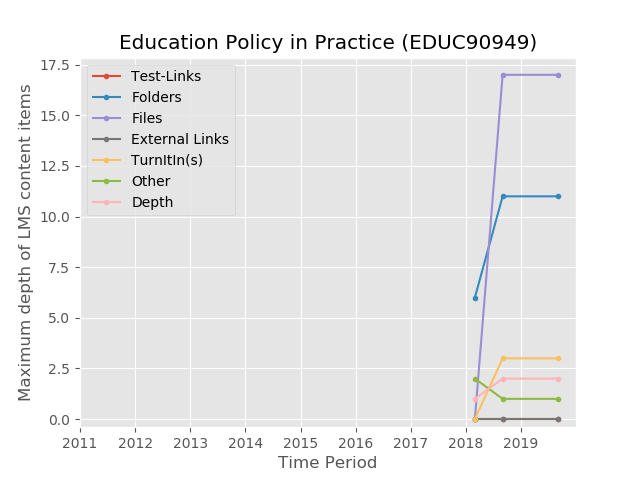 Education Policy in Practice (EDUC90949)
Maximum depth of LMS content items
17.5
15.0
12.5
10.0
7.5
5.0
2.5
0.0
Test-Links
Folders
Files
External Links
TurnItIn(s)
Other
Depth
2011 2012 2013 2014 2015 2016 2017 2018 2019
Time Period